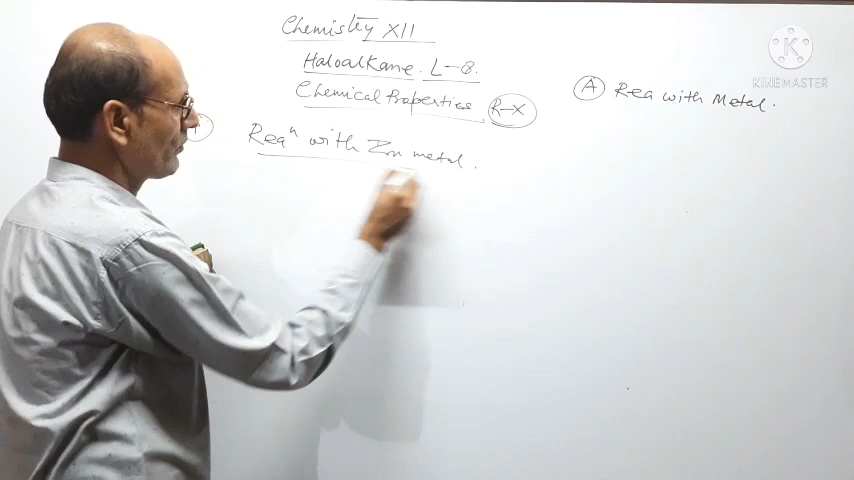 Chemistry XII
Haloalkane. L-8.
Chemical Properties. R-X
Reaⁿ with Zn metal.
A Rea with Metal.
K
KINEMASTER